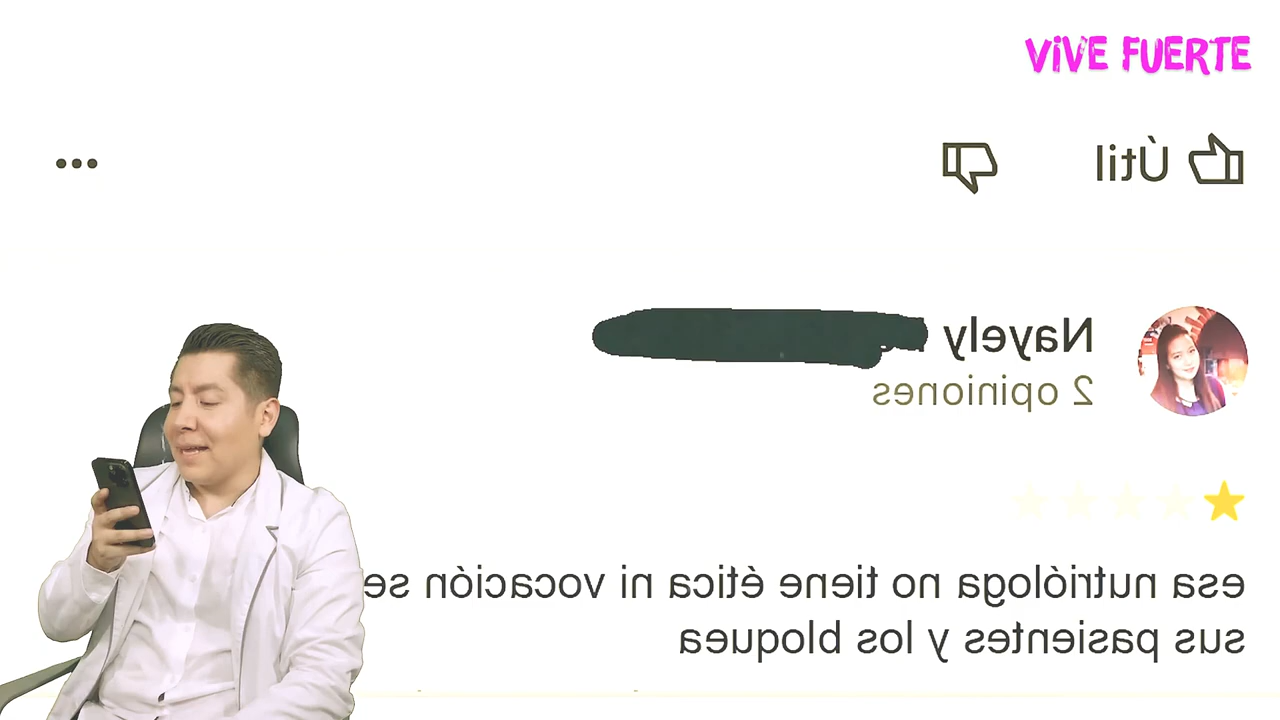 ViVE FUERTE
Útil
Nayely
2 opiniones
esa nutrióloga no tiene ética ni vocación se
sus pasientes y los bloquea